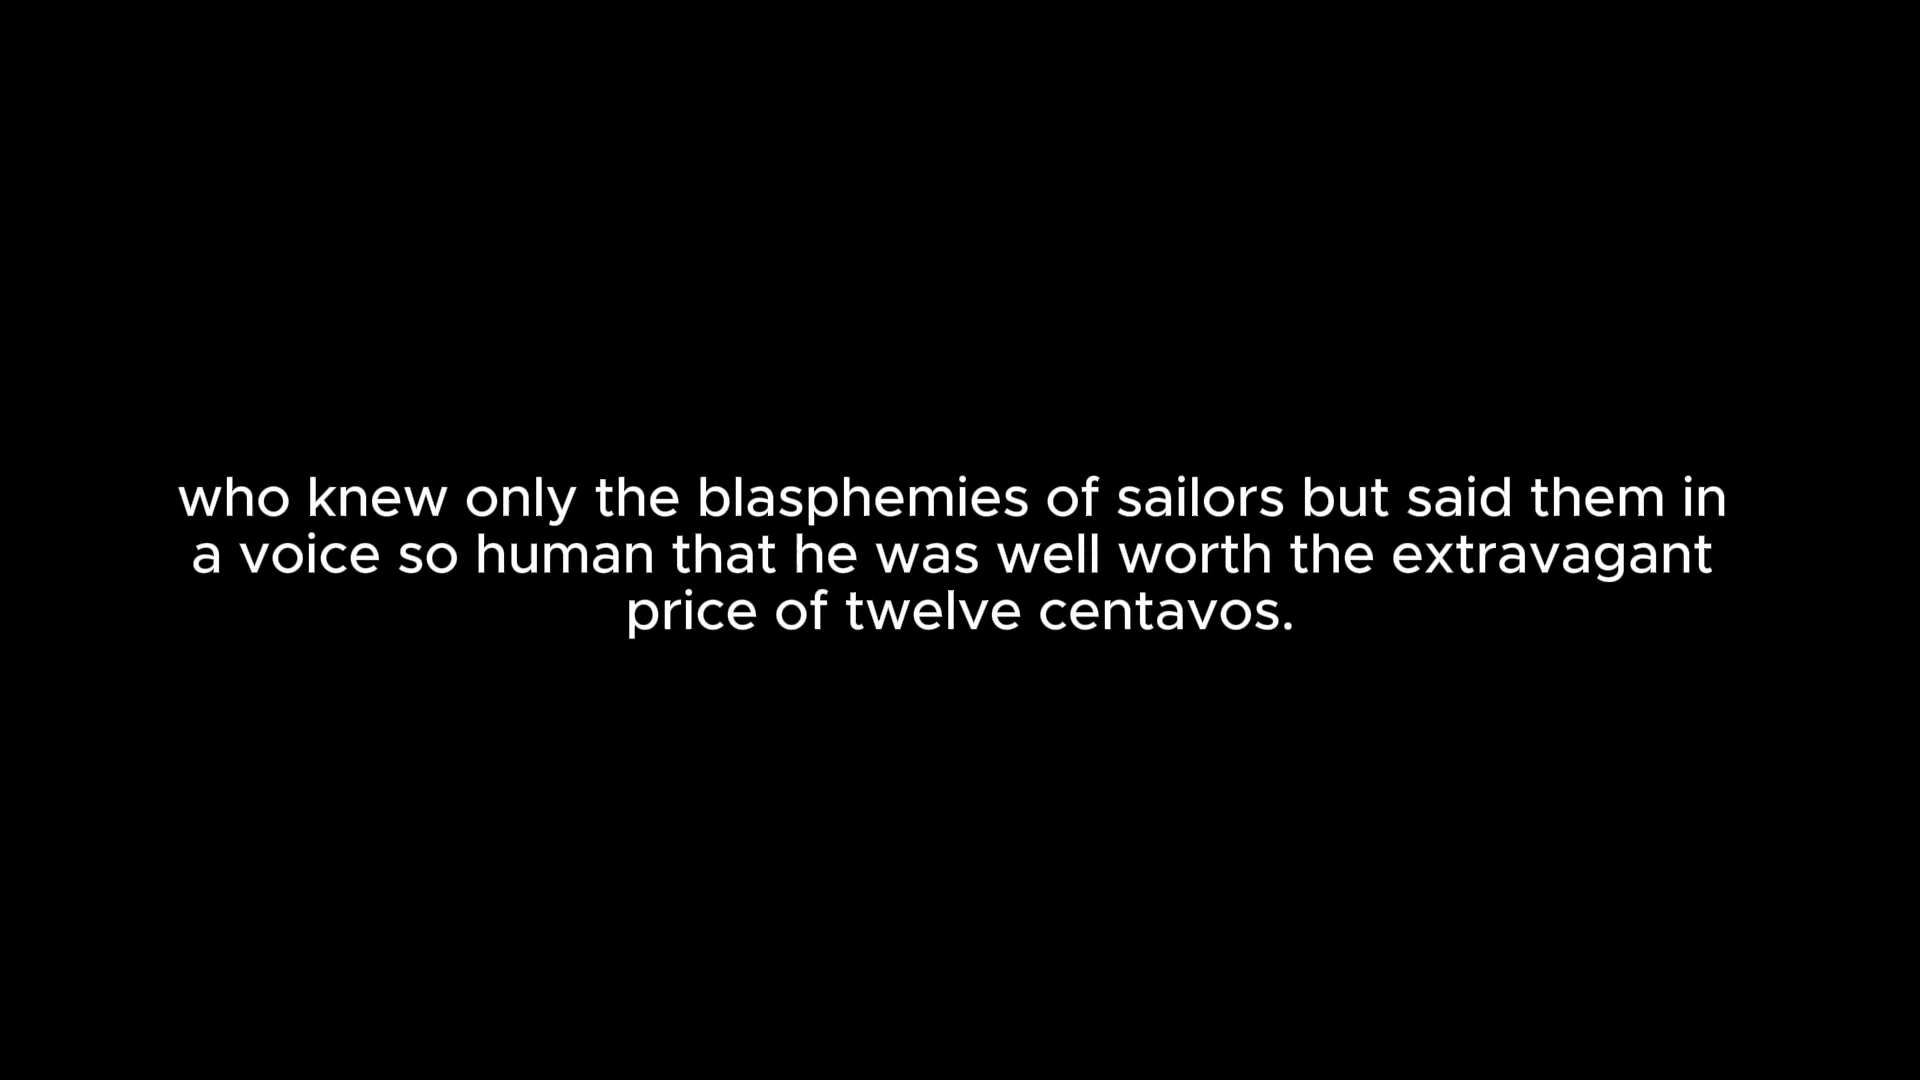 who knew only the blasphemies of sailors but said them in
a voice so human that he was well worth the extravagant
price of twelve centavos.